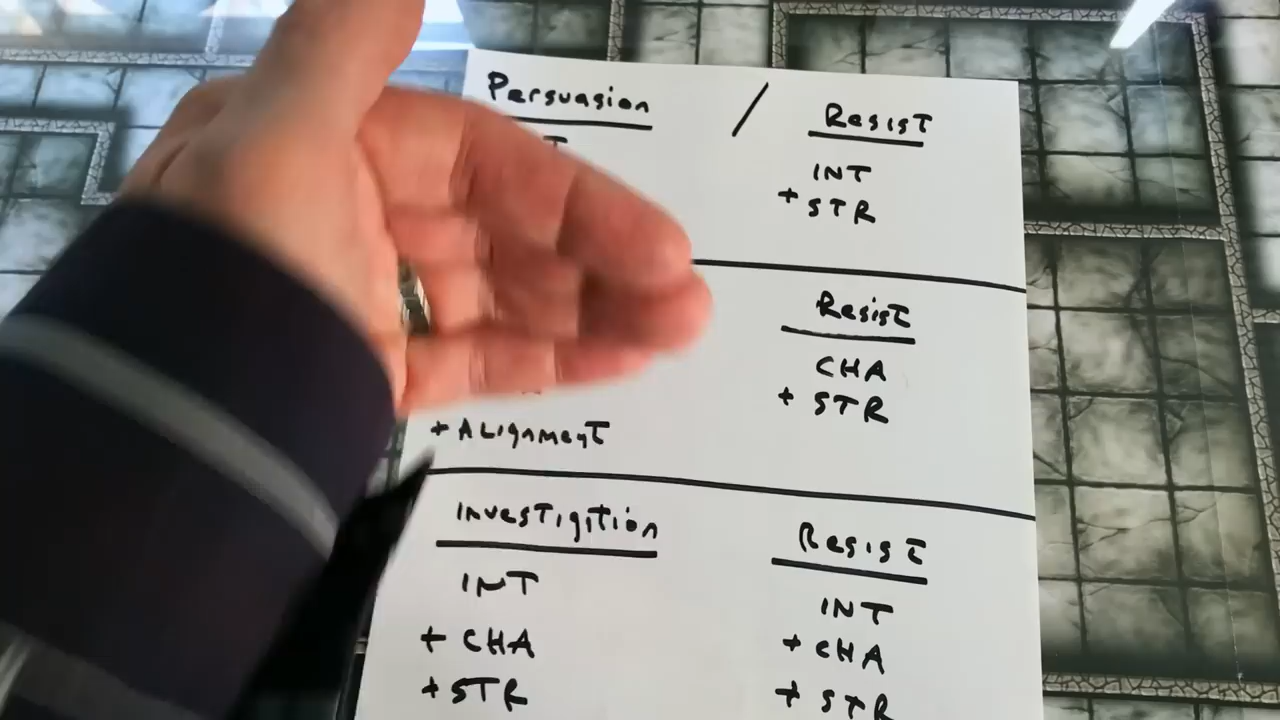 Persuasion / Resist
INT
+ STR
Resist
CHA
+ STR
+ Alignment
Investigition
Resist
INT
+ CHA
+ STR
INT
+ CHA
+ STR